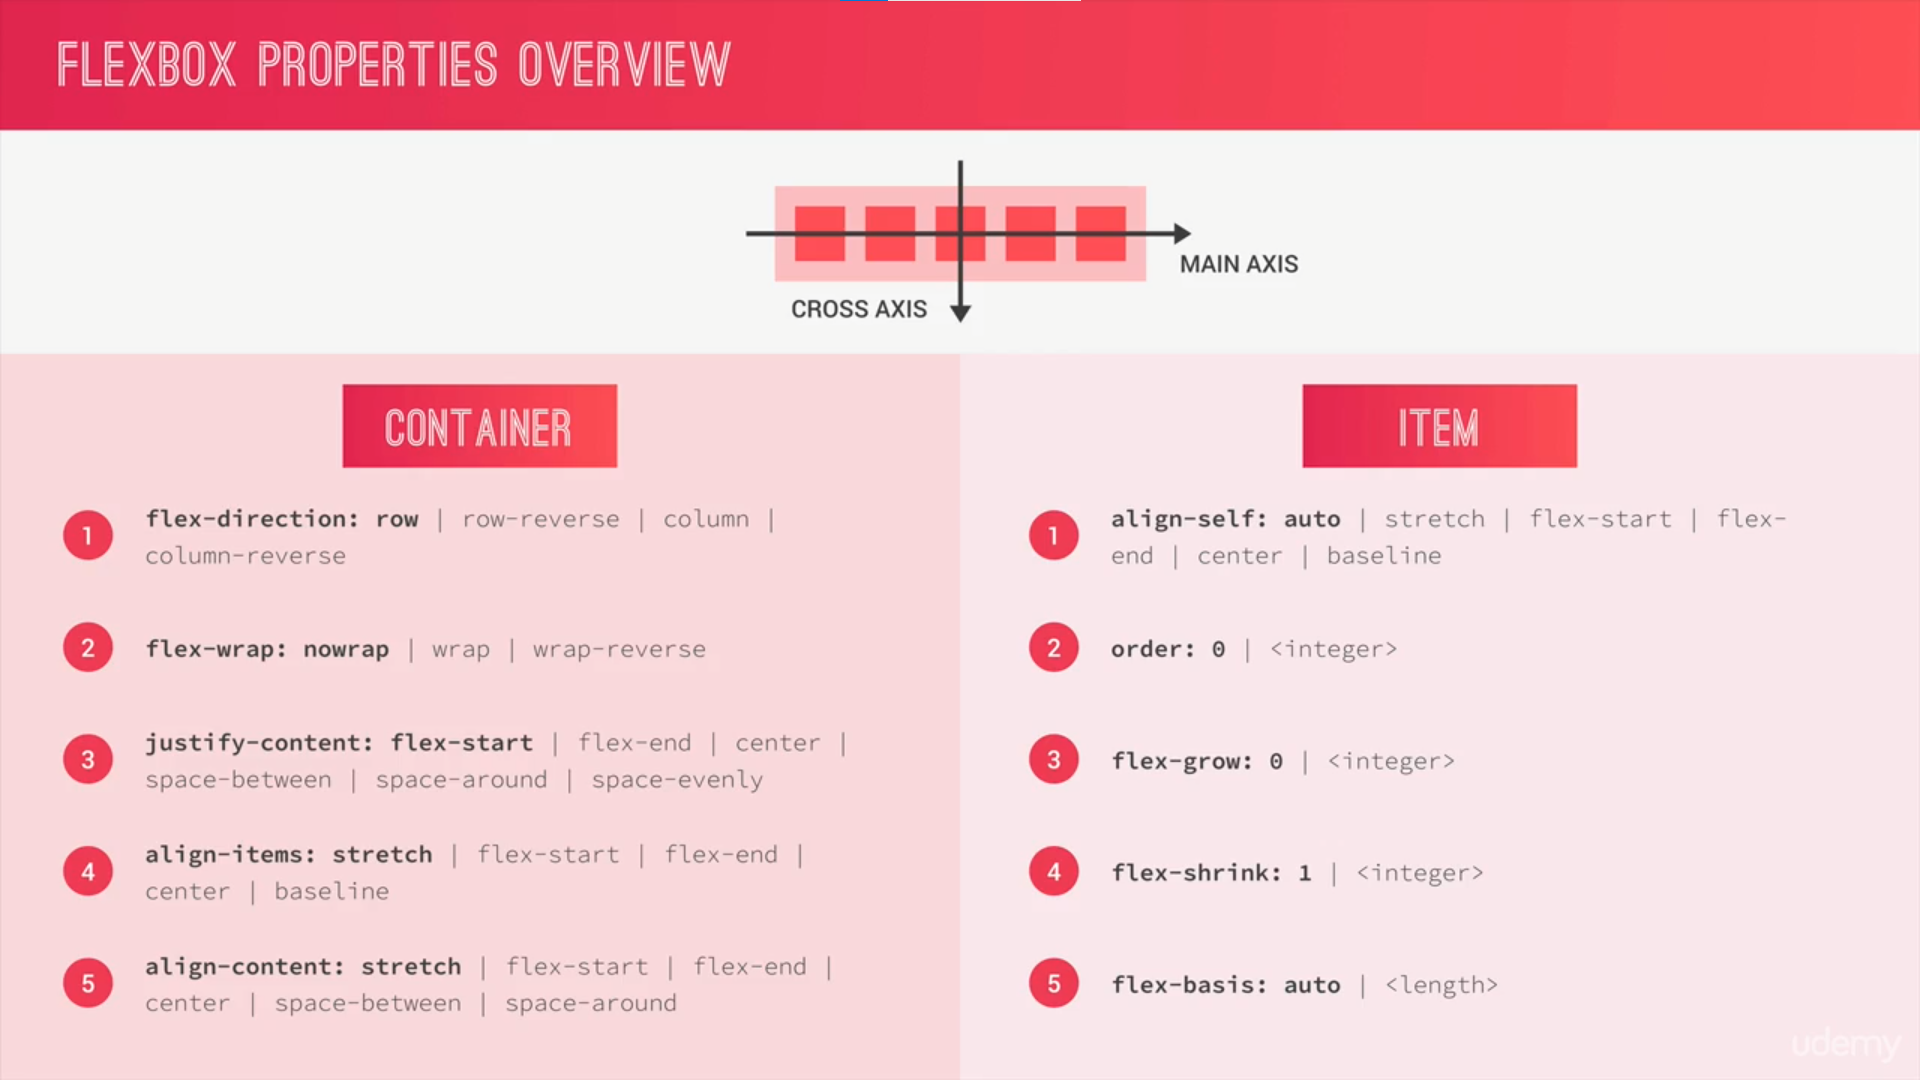 FLEXBOX PROPERTIES OVERVIEW
MAIN AXIS
CROSS AXIS
CONTAINER
1
flex-direction: row | row-reverse | column |
column-reverse
2
flex-wrap: nowrap | wrap | wrap-reverse
3
justify-content: flex-start | flex-end | center |
space-between | space-around | space-evenly
4
align-items: stretch | flex-start | flex-end |
center | baseline
5
align-content: stretch | flex-start | flex-end |
center | space-between | space-around
ITEM
1
align-self: auto | stretch | flex-start | flex-
end | center | baseline
2
order: 0 | <integer>
3
flex-grow: 0 | <integer>
4
flex-shrink: 1 | <integer>
5
flex-basis: auto | <length>
udemy